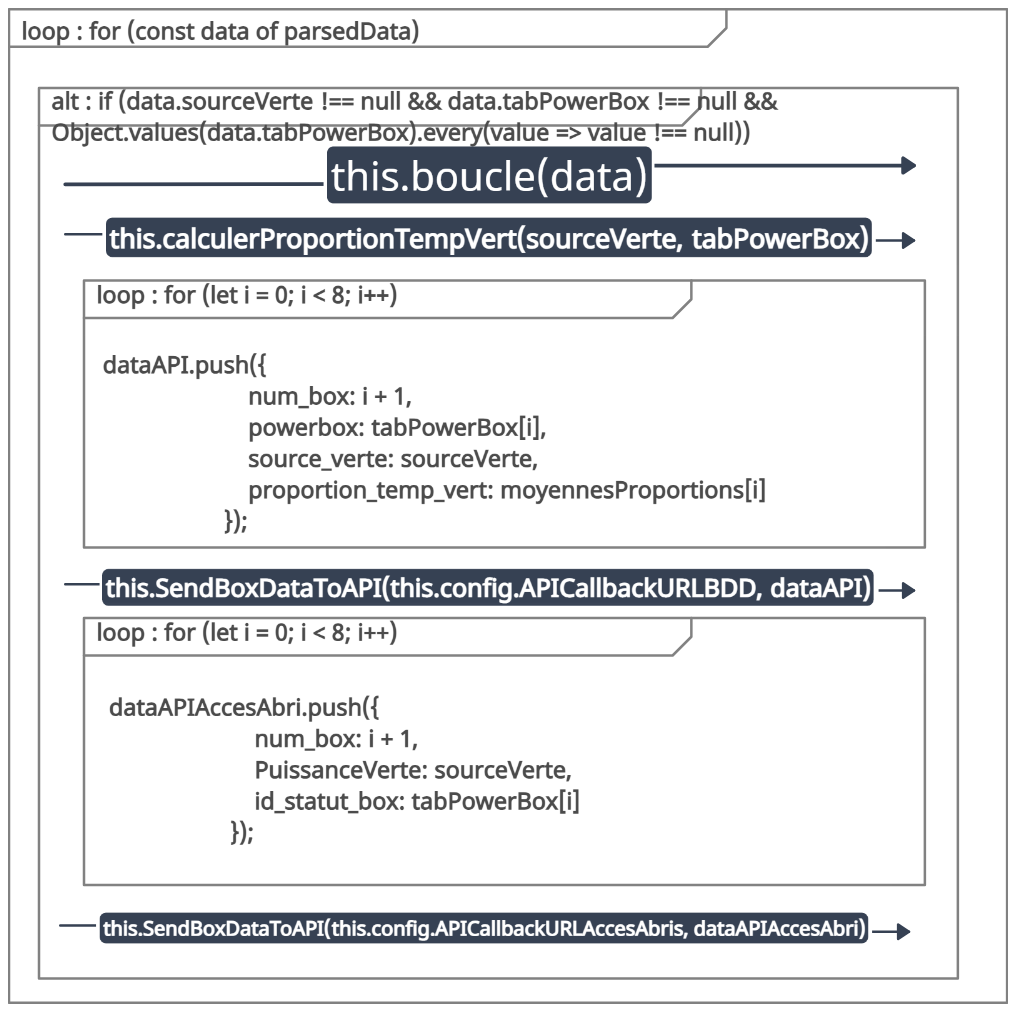 loop : for (const data of parsedData)
alt : if (data.sourceVerte !== null && data.tabPowerBox !== null &&
Object.values(data.tabPowerBox).every(value => value !== null))
this.boucle(data)
this.calculerProportionTempVert(sourceVerte, tabPowerBox)
loop : for (let i = 0; i < 8; i++)
dataAPI.push({
num_box: i + 1,
powerbox: tabPowerBox[i],
source_verte: sourceVerte,
proportion_temp_vert: moyennesProportions[i]
});
this.SendBoxDataToAPI(this.config.APICallbackURLBDD, dataAPI)
loop : for (let i = 0; i < 8; i++)
dataAPIAccesAbri.push({
num_box: i + 1,
PuissanceVerte: sourceVerte,
id_statut_box: tabPowerBox[i]
});
this.SendBoxDataToAPI(this.config.APICallbackURLAccesAbris, dataAPIAccesAbri)